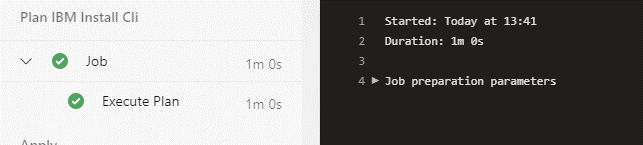 Plan IBM Install Cli
Job 1m 0s
Execute Plan 1m 0s
Apply
1 Started: Today at 13:41
2 Duration: 1m 0s
3
4 Job preparation parameters